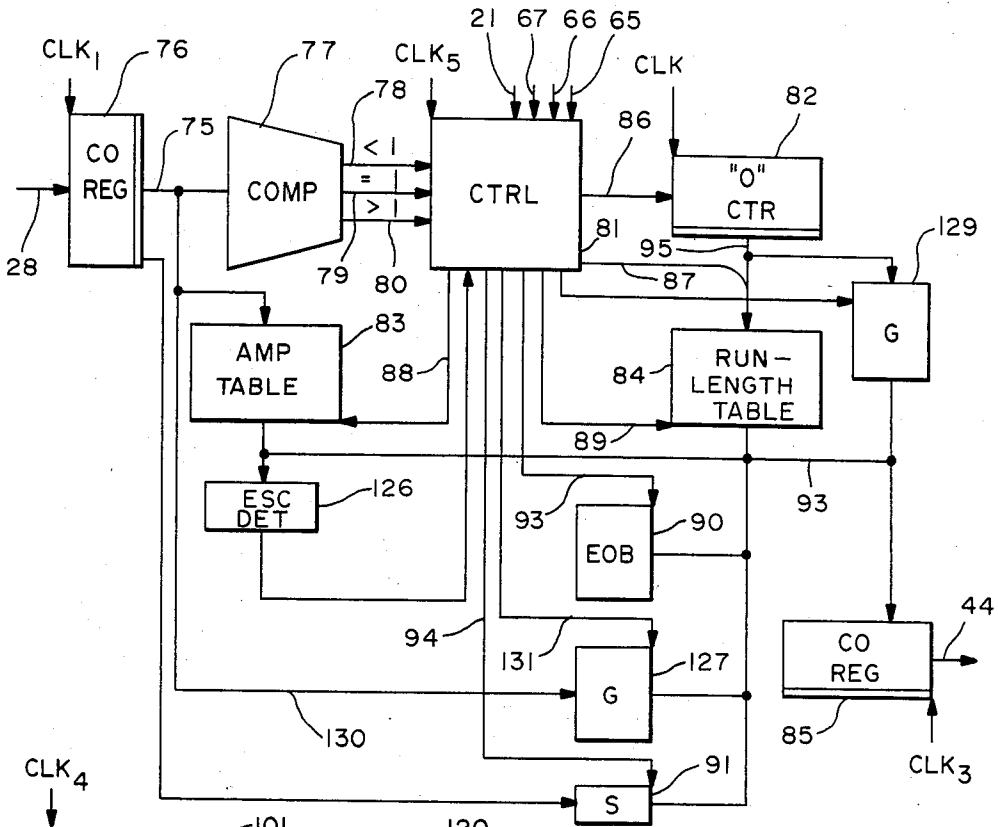 21 67 66 65
CLK1 76 77 CLK5 CLK
78 82
75 86
CO
REG
COMP
< 1
= 1
> 1
CTRL
"O"
CTR
28 79 80 81 95 87 129
83
AMP
TABLE
88
84
RUN-
LENGTH
TABLE
G
89
93
ESC
DET
126
93 90
EOB
94 131 127
G
44
CO
REG
130
85
CLK3
CLK4
91
S
101 120